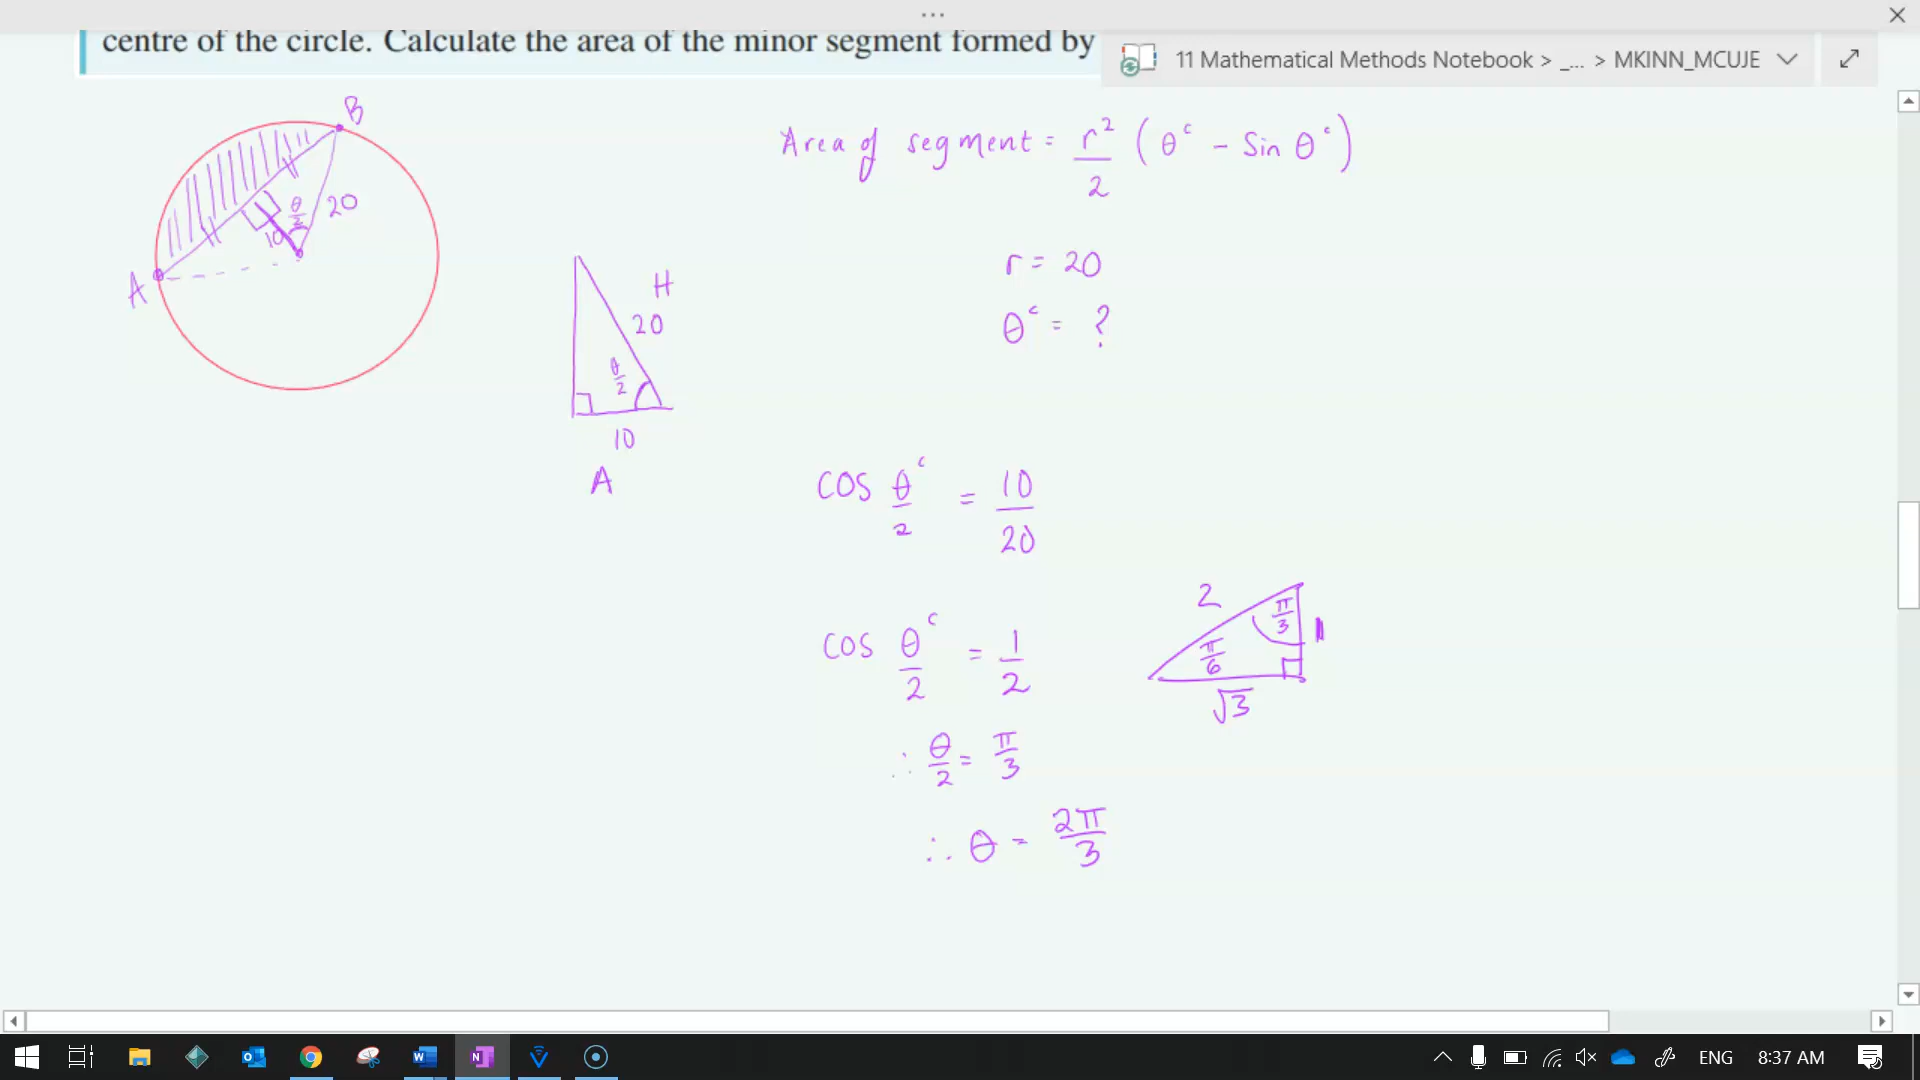 ...
centre of the circle. Calculate the area of the minor segment formed by
11 Mathematical Methods Notebook > _... > MKINN_MCUJE
B
20
θ/2
10
A
H
20
θ/2
10
A
Area of segment = r²/2 (θᶜ - Sin θᶜ)
r = 20
θᶜ = ?
COS θ/2 ᶜ = 10/20
COS θ/2 ᶜ = 1/2
2
π/3
1
π/6
√3
∴ θ/2 = π/3
∴ θ = 2π/3
ENG
8:37 AM